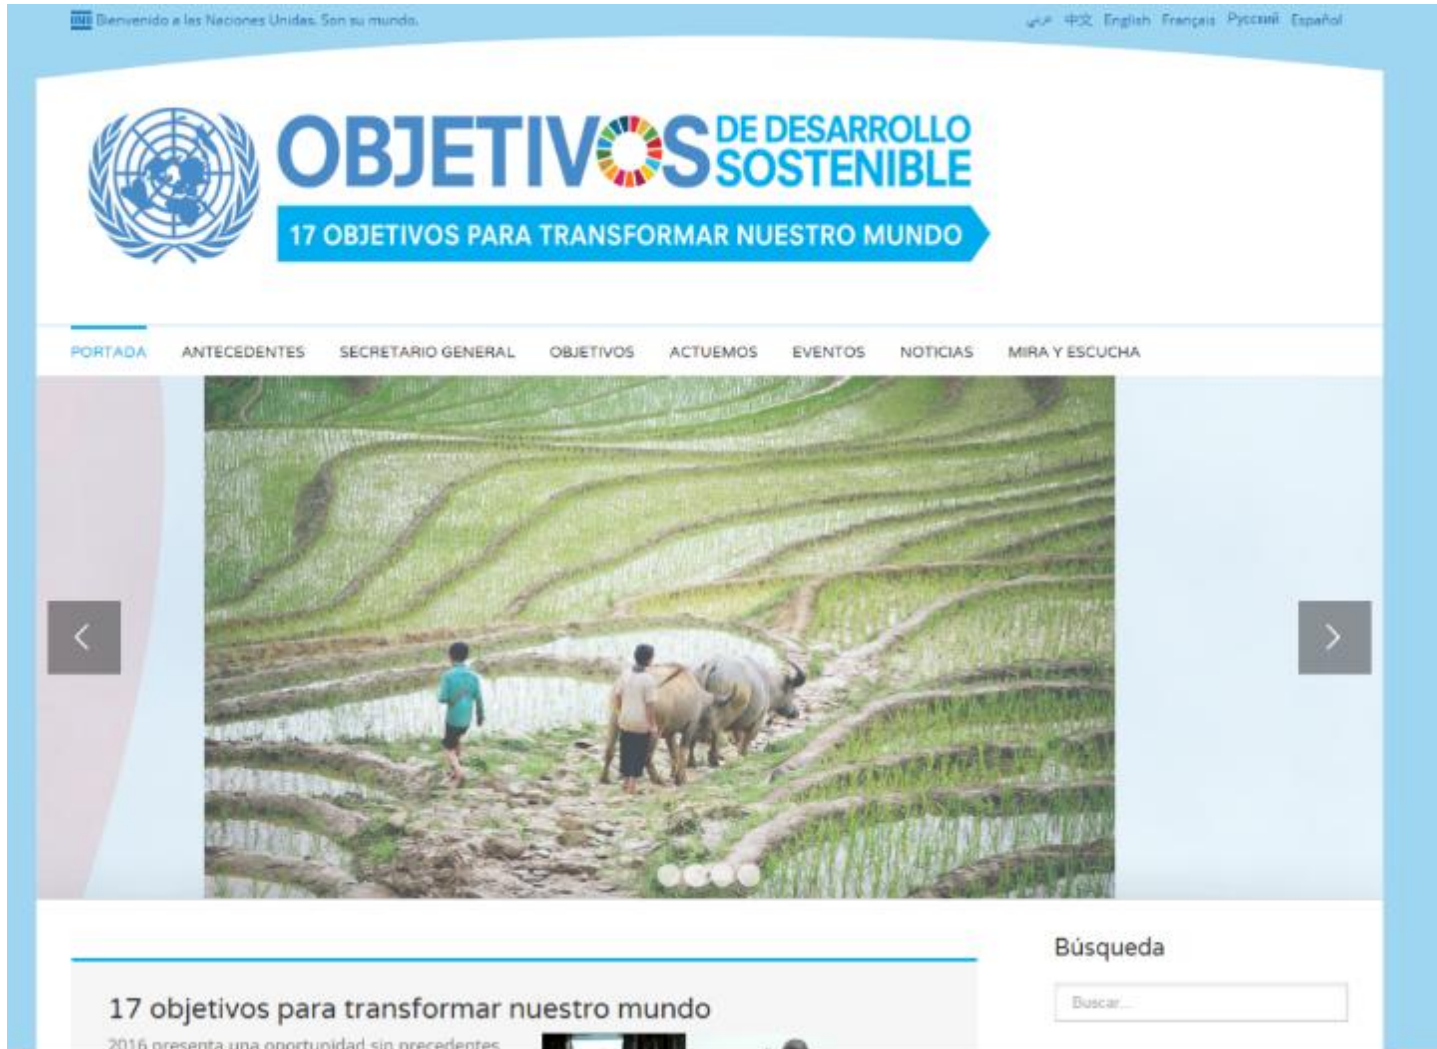 Bienvenido a las Naciones Unidas. Son su mundo.
عربي 中文 English Français Русский Español
OBJETIVOS DE DESARROLLO
SOSTENIBLE
17 OBJETIVOS PARA TRANSFORMAR NUESTRO MUNDO
PORTADA ANTECEDENTES SECRETARIO GENERAL OBJETIVOS ACTUEMOS EVENTOS NOTICIAS MIRA Y ESCUCHA
Búsqueda
Buscar...
17 objetivos para transformar nuestro mundo
2016 presenta una oportunidad sin precedentes